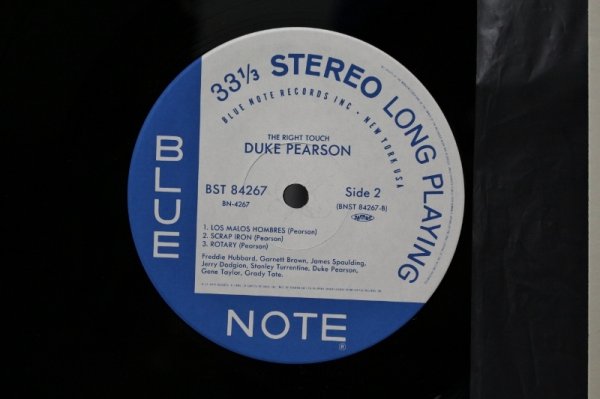 33⅓ STEREO LONG PLAYING
BLUE NOTE RECORDS INC • NEW YORK USA
THE RIGHT TOUCH
DUKE PEARSON
BST 84267
BN-4267
Side 2
(BNST 84267-B)
1. LOS MALOS HOMBRES (Pearson)
2. SCRAP IRON (Pearson)
3. ROTARY (Pearson)
Freddie Hubbard, Garnett Brown, James Spaulding,
Jerry Dodgion, Stanley Turrentine, Duke Pearson,
Gene Taylor, Grady Tate.
BLUE
NOTE
®